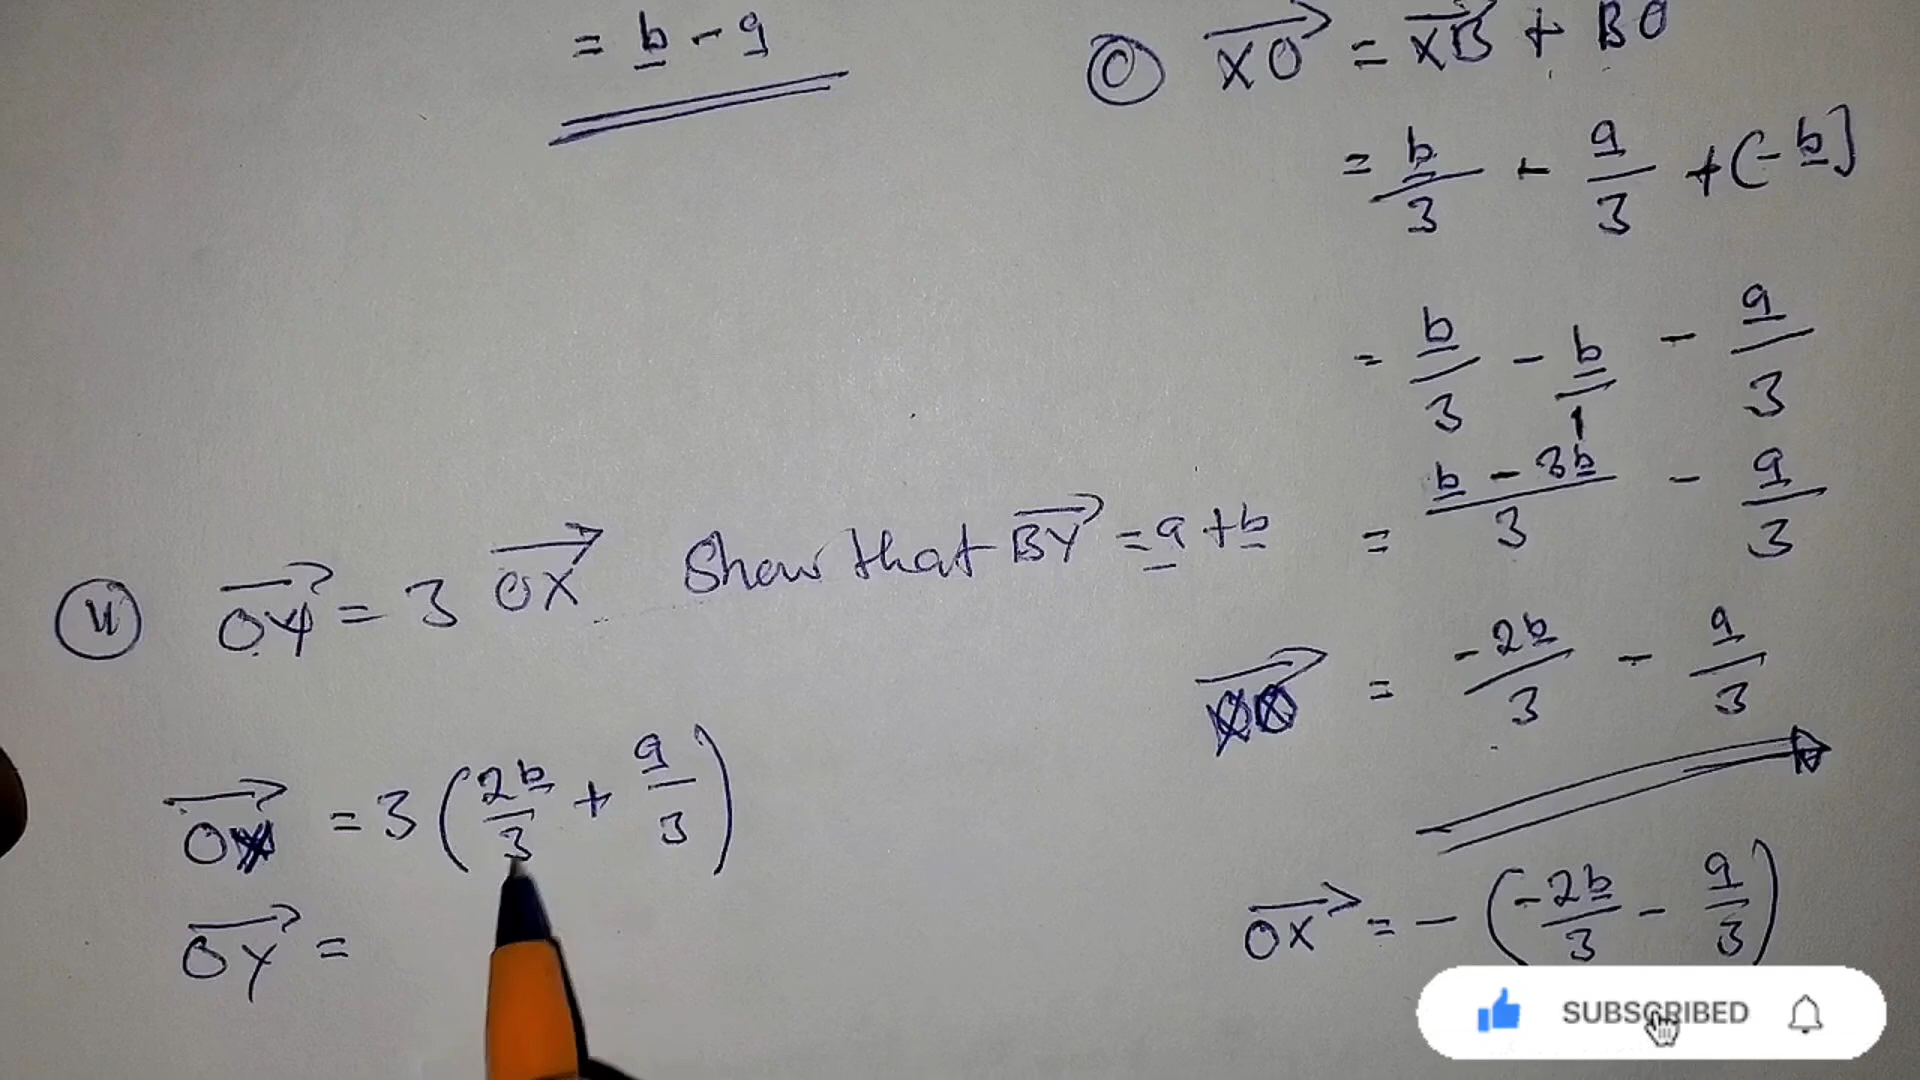 = b - a
(C) XO = XB + BO
= b/3 - a/3 + (-b]
= b/3 - b/1 - a/3
= b - 3b/3 - a/3
(ii) OY = 3 OX Show that BY = a + b
XO = -2b/3 - a/3
OY = 3(2b/3 + a/3)
OY =
OX = -(-2b/3 - a/3)
SUBSCRIBED